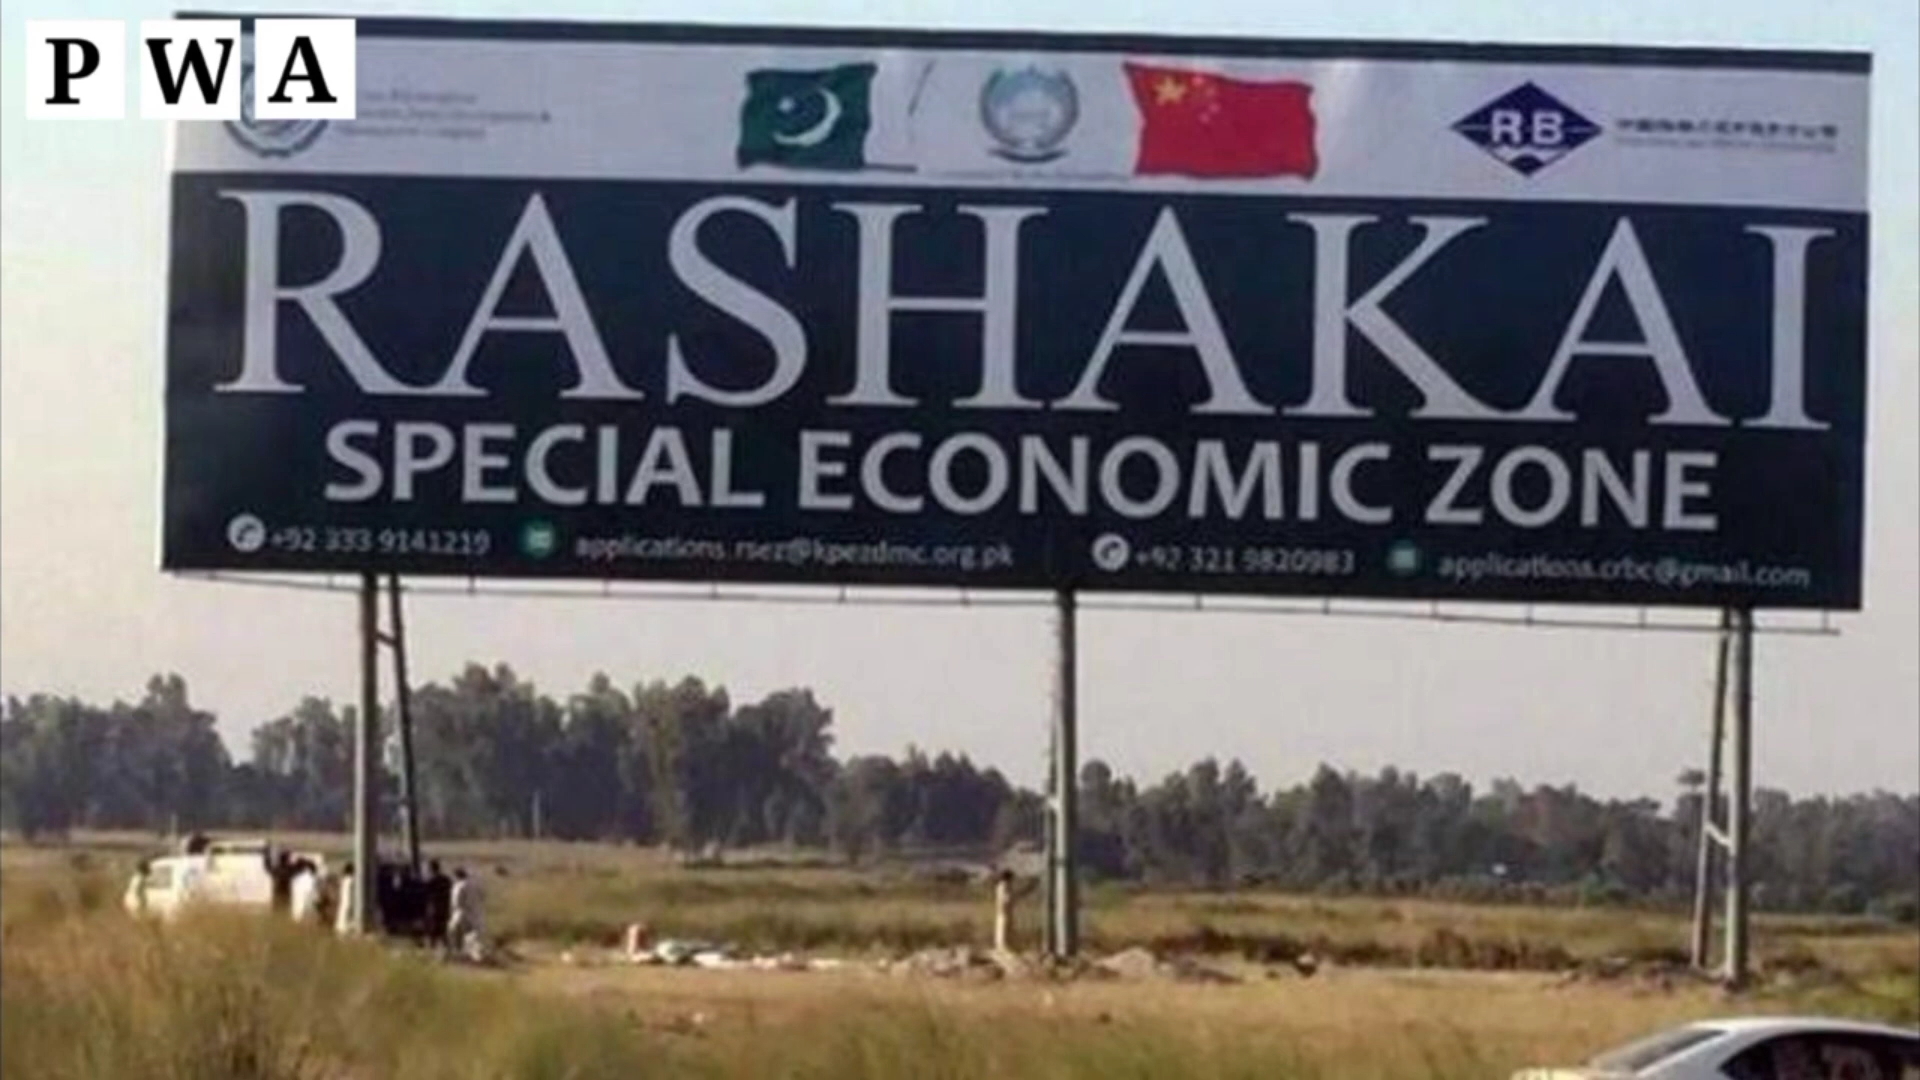 PWA
RB
RASHAKAI
SPECIAL ECONOMIC ZONE
+92 333 9141219 applications.rsez@kpezdmc.org.pk +92 321 9820983 applications.crbc@gmail.com